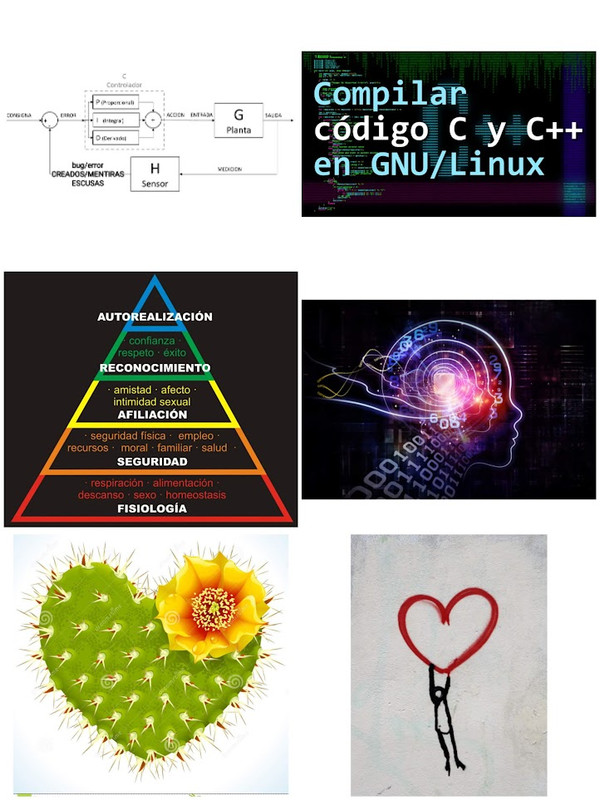 C
Controlador
CONSIGNA
ERROR
P (Proporcional)
I (Integral)
D (Derivada)
ACCION
ENTRADA
G
Planta
SALIDA
bug/error
CREADOS/MENTIRAS
ESCUSAS
H
Sensor
MEDICION
Compilar
código C y C++
en GNU/Linux
AUTOREALIZACIÓN
confianza ·
respeto · éxito
RECONOCIMIENTO
· amistad · afecto ·
intimidad sexual
AFILIACIÓN
· seguridad física · empleo ·
recursos · moral · familiar · salud ·
SEGURIDAD
· respiración · alimentación ·
descanso · sexo · homeostasis
FISIOLOGÍA